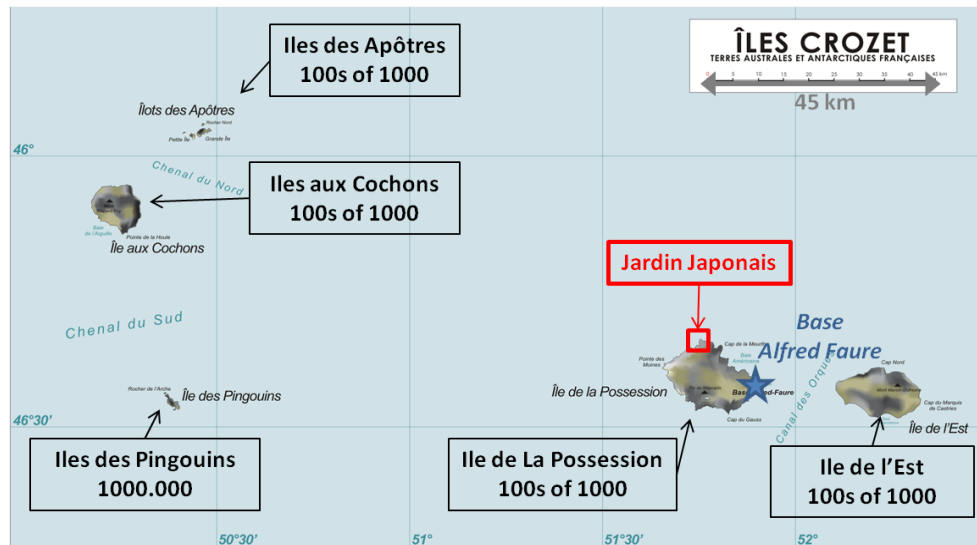 Iles des Apôtres
100s of 1000
ÎLES CROZET
TERRES AUSTRALES ET ANTARCTIQUES FRANÇAISES
0 5 10 15 20 25 30 35 40 45 km
45 km
Îlots des Apôtres
Rocher Nord
Petite Île
Grande Île
46°
Chenal du Nord
Iles aux Cochons
100s of 1000
Baie
de l'Aiguille
Pointe de la Houle
Île aux Cochons
Jardin Japonais
Chenal du Sud
Base
Alfred Faure
Cap de la Meurthe
Pointe des
Moines
Baie
Américaine
Cap Nord
Canal des Orques
Rocher de l'Arche
Île des Pingouins
Île de la Possession
Cap du Gauss
Cap du Marquis
de Castries
Île de l'Est
46°30'
Iles des Pingouins
1000.000
Ile de La Possession
100s of 1000
Ile de l'Est
100s of 1000
50°30'
51°
51°30'
52°